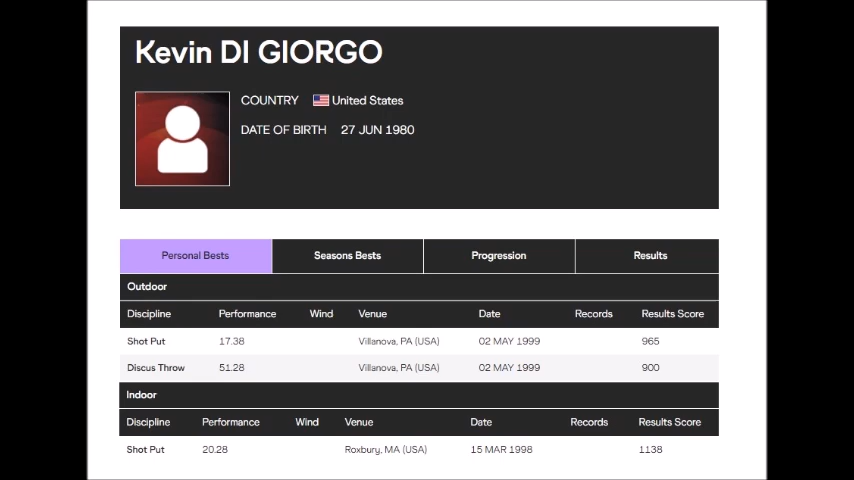 Kevin DI GIORGO
COUNTRY United States
DATE OF BIRTH 27 JUN 1980
Personal Bests Seasons Bests Progression Results
Outdoor
Discipline Performance Wind Venue Date Records Results Score
Shot Put 17.38 Villanova, PA (USA) 02 MAY 1999 965
Discus Throw 51.28 Villanova, PA (USA) 02 MAY 1999 900
Indoor
Discipline Performance Wind Venue Date Records Results Score
Shot Put 20.28 Roxbury, MA (USA) 15 MAR 1998 1138